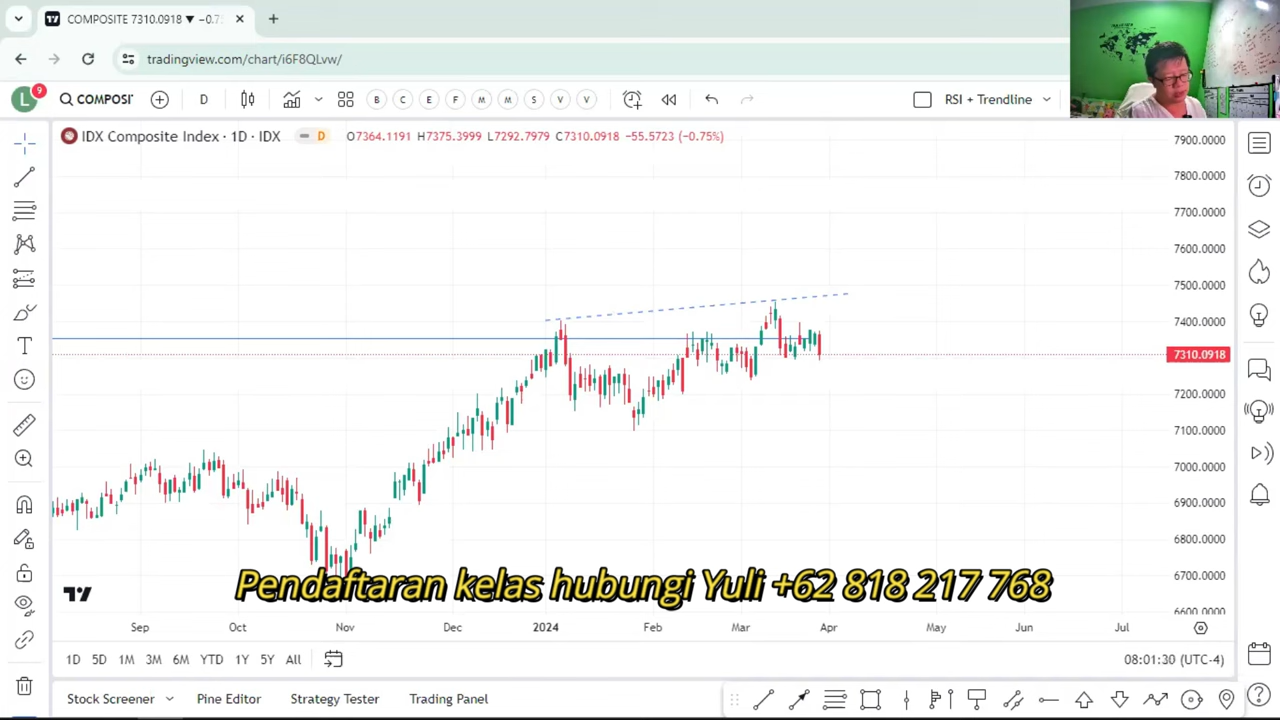 COMPOSITE 7310.0918 ▼ −0.7
tradingview.com/chart/i6F8QLvw/
L 9 COMPOSI D B C E F M M S V V RSI + Trendline
IDX Composite Index · 1D · IDX D O7364.1191 H7375.3999 L7292.7979 C7310.0918 −55.5723 (−0.75%)
7900.0000
7800.0000
7700.0000
7600.0000
7500.0000
7400.0000
7310.0918
7200.0000
7100.0000
7000.0000
6900.0000
6800.0000
6700.0000
6600.0000
Pendaftaran kelas hubungi Yuli +62 818 217 768
Sep Oct Nov Dec 2024 Feb Mar Apr May Jun Jul
1D 5D 1M 3M 6M YTD 1Y 5Y All 08:01:30 (UTC-4)
Stock Screener Pine Editor Strategy Tester Trading Panel